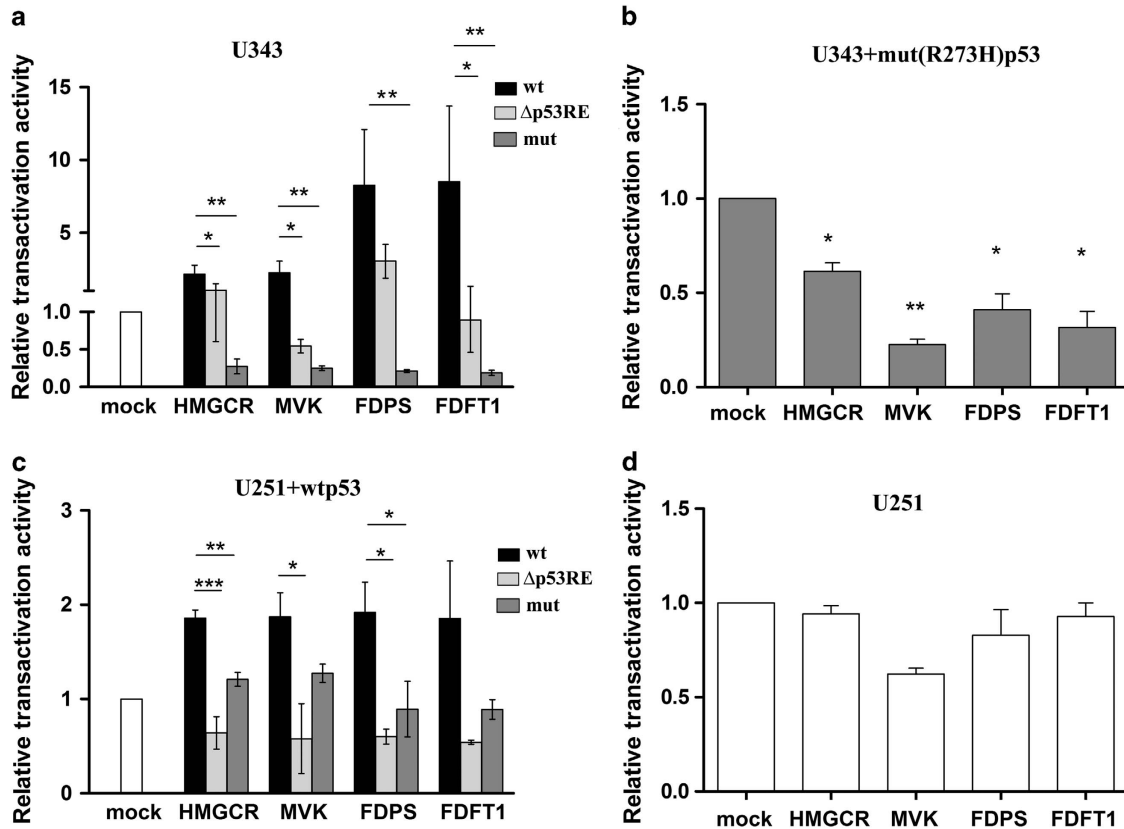 a
U343
Relative transactivation activity
15
10
5
1.0
0.5
0.0
** ** ** **
* * *
wt
Δp53RE
mut
mock HMGCR MVK FDPS FDFT1
b
U343+mut(R273H)p53
Relative transactivation activity
1.5
1.0
0.5
0.0
* ** * *
mock HMGCR MVK FDPS FDFT1
c
U251+wtp53
Relative transactivation activity
3
2
1
0
** * *
*** *
wt
Δp53RE
mut
mock HMGCR MVK FDPS FDFT1
d
U251
Relative transactivation activity
1.5
1.0
0.5
0.0
mock HMGCR MVK FDPS FDFT1